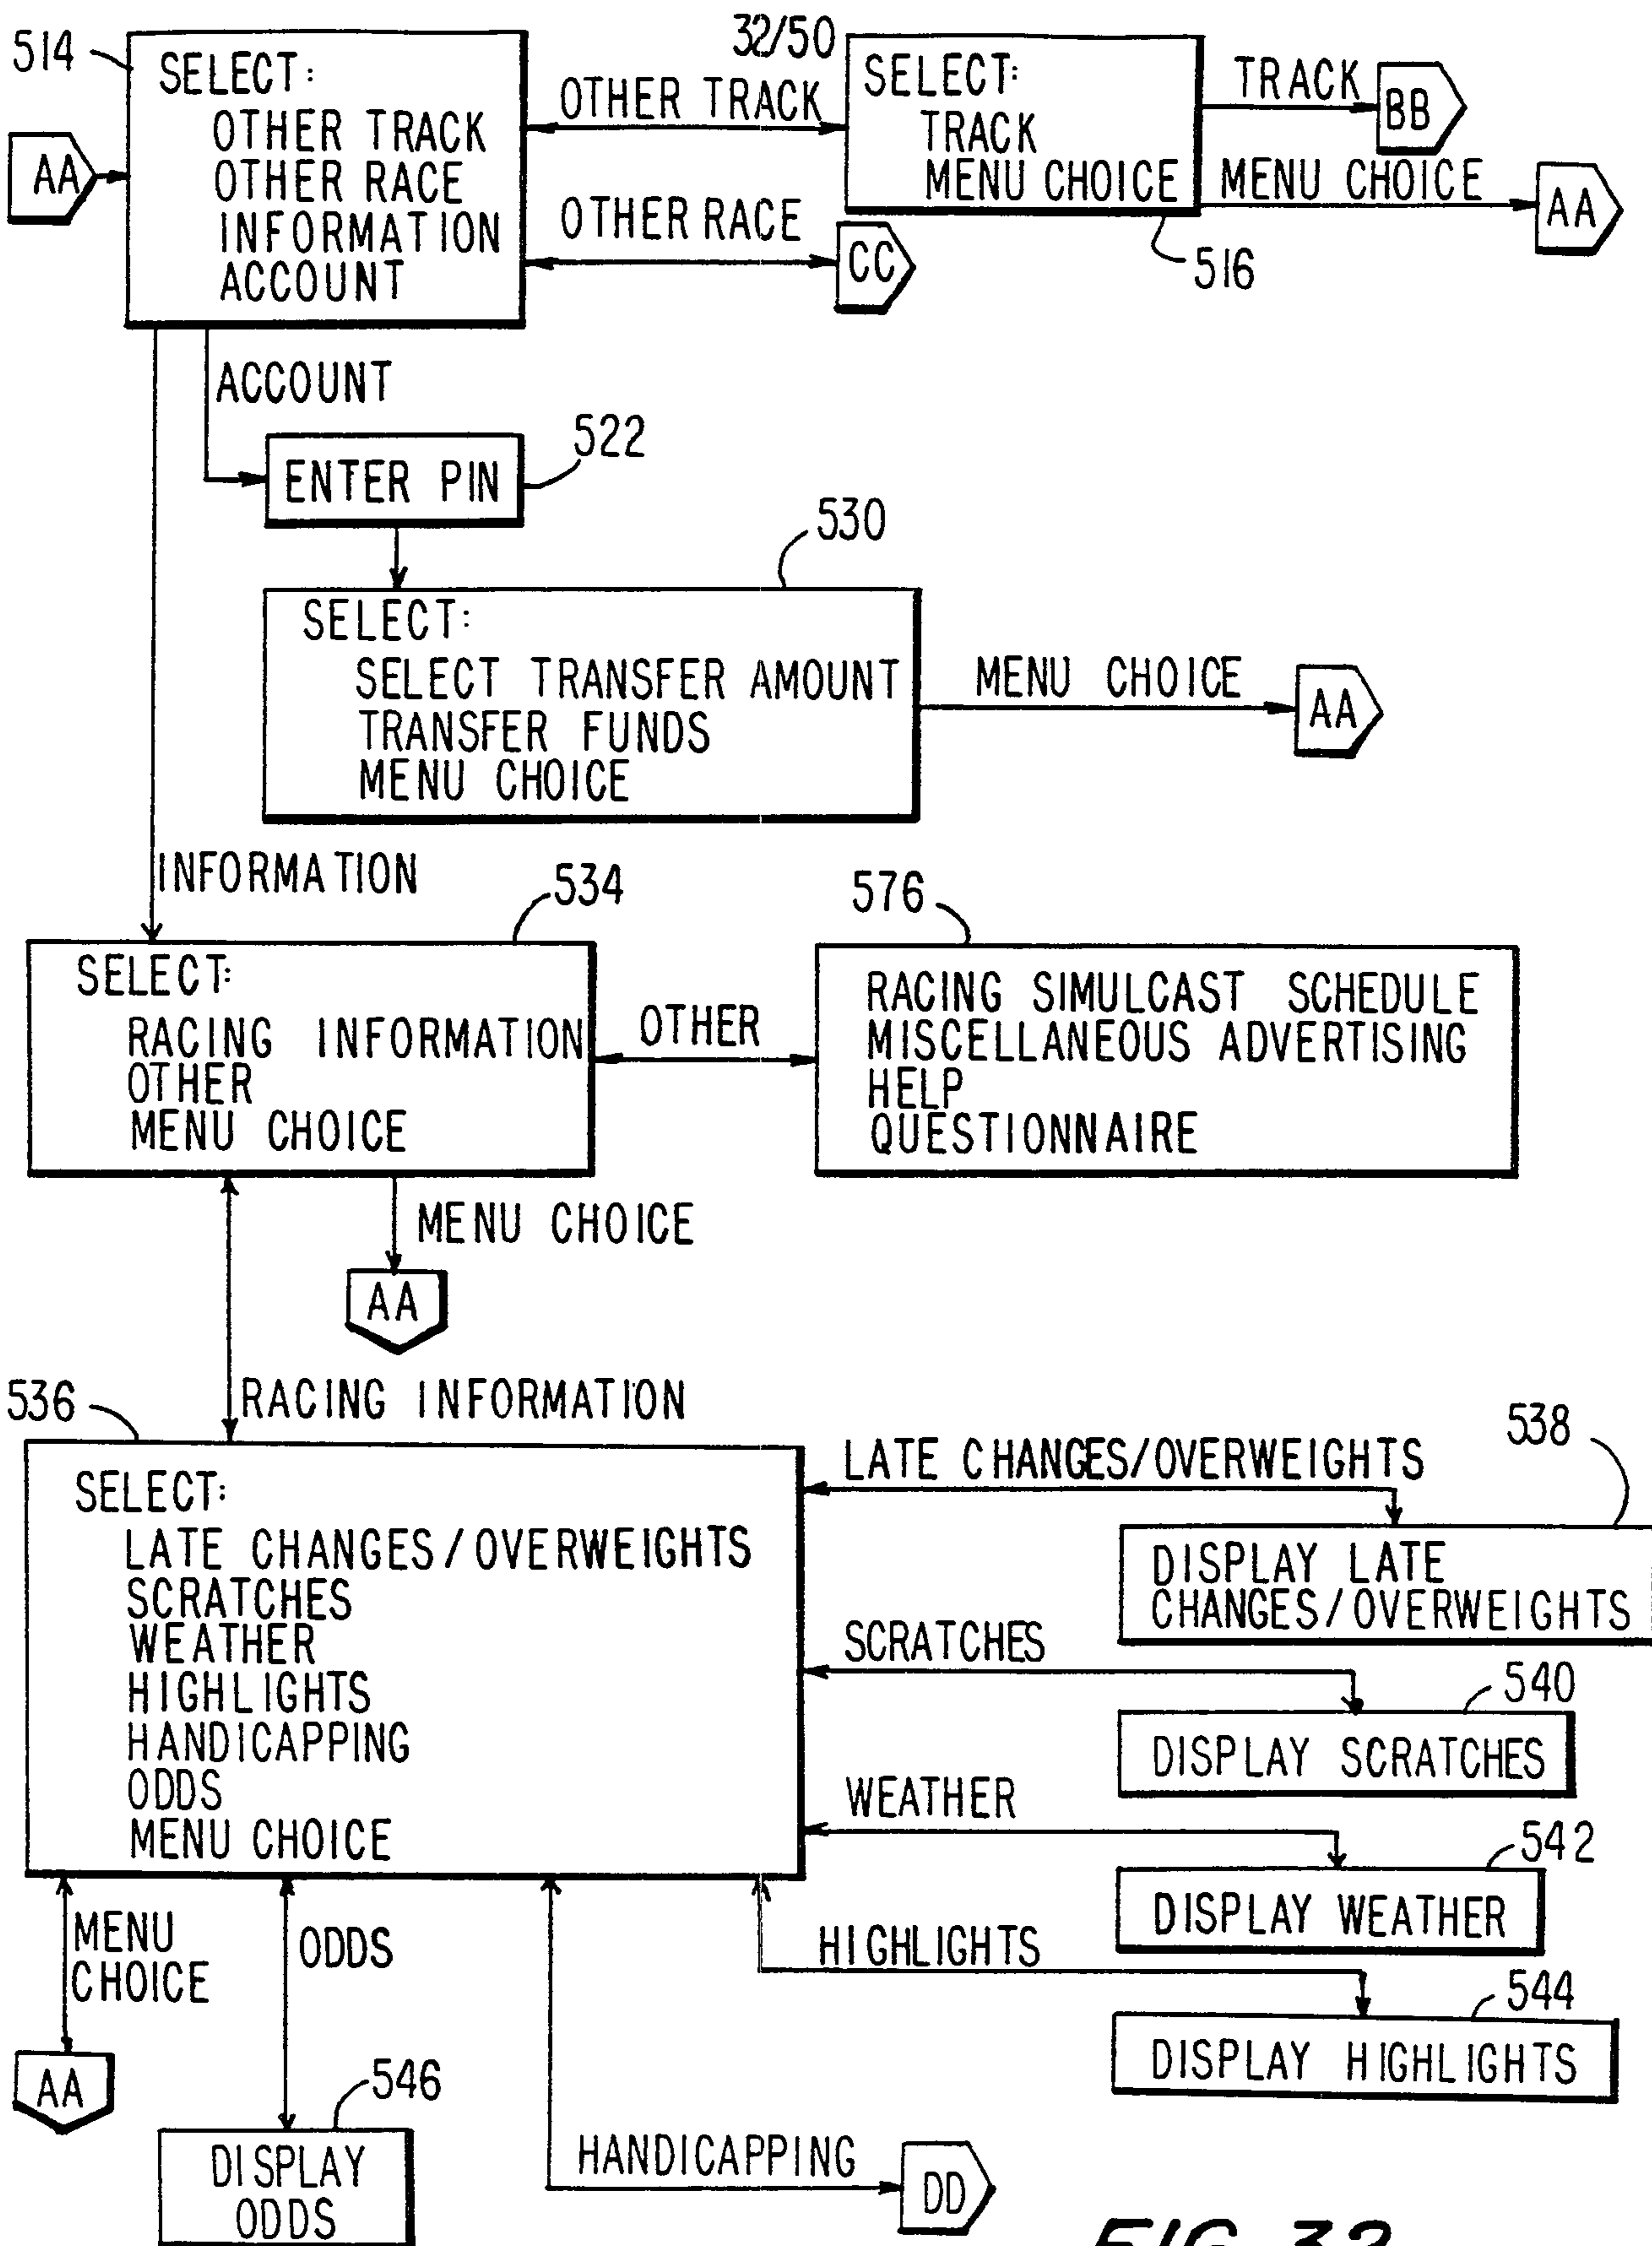 32/50
514
SELECT:
OTHER TRACK
OTHER RACE
INFORMATION
ACCOUNT
AA
OTHER TRACK
OTHER RACE
CC
SELECT:
TRACK
MENU CHOICE
516
TRACK
BB
MENU CHOICE
AA
ACCOUNT
ENTER PIN
522
530
SELECT:
SELECT TRANSFER AMOUNT
TRANSFER FUNDS
MENU CHOICE
MENU CHOICE
AA
INFORMATION
534
SELECT:
RACING INFORMATION
OTHER
MENU CHOICE
OTHER
576
RACING SIMULCAST SCHEDULE
MISCELLANEOUS ADVERTISING
HELP
QUESTIONNAIRE
MENU CHOICE
AA
RACING INFORMATION
536
SELECT:
LATE CHANGES/OVERWEIGHTS
SCRATCHES
WEATHER
HIGHLIGHTS
HANDICAPPING
ODDS
MENU CHOICE
LATE CHANGES/OVERWEIGHTS
538
DISPLAY LATE
CHANGES/OVERWEIGHTS
SCRATCHES
540
DISPLAY SCRATCHES
WEATHER
542
DISPLAY WEATHER
HIGHLIGHTS
544
DISPLAY HIGHLIGHTS
MENU
CHOICE
AA
ODDS
546
DISPLAY
ODDS
HANDICAPPING
DD
FIG. 32